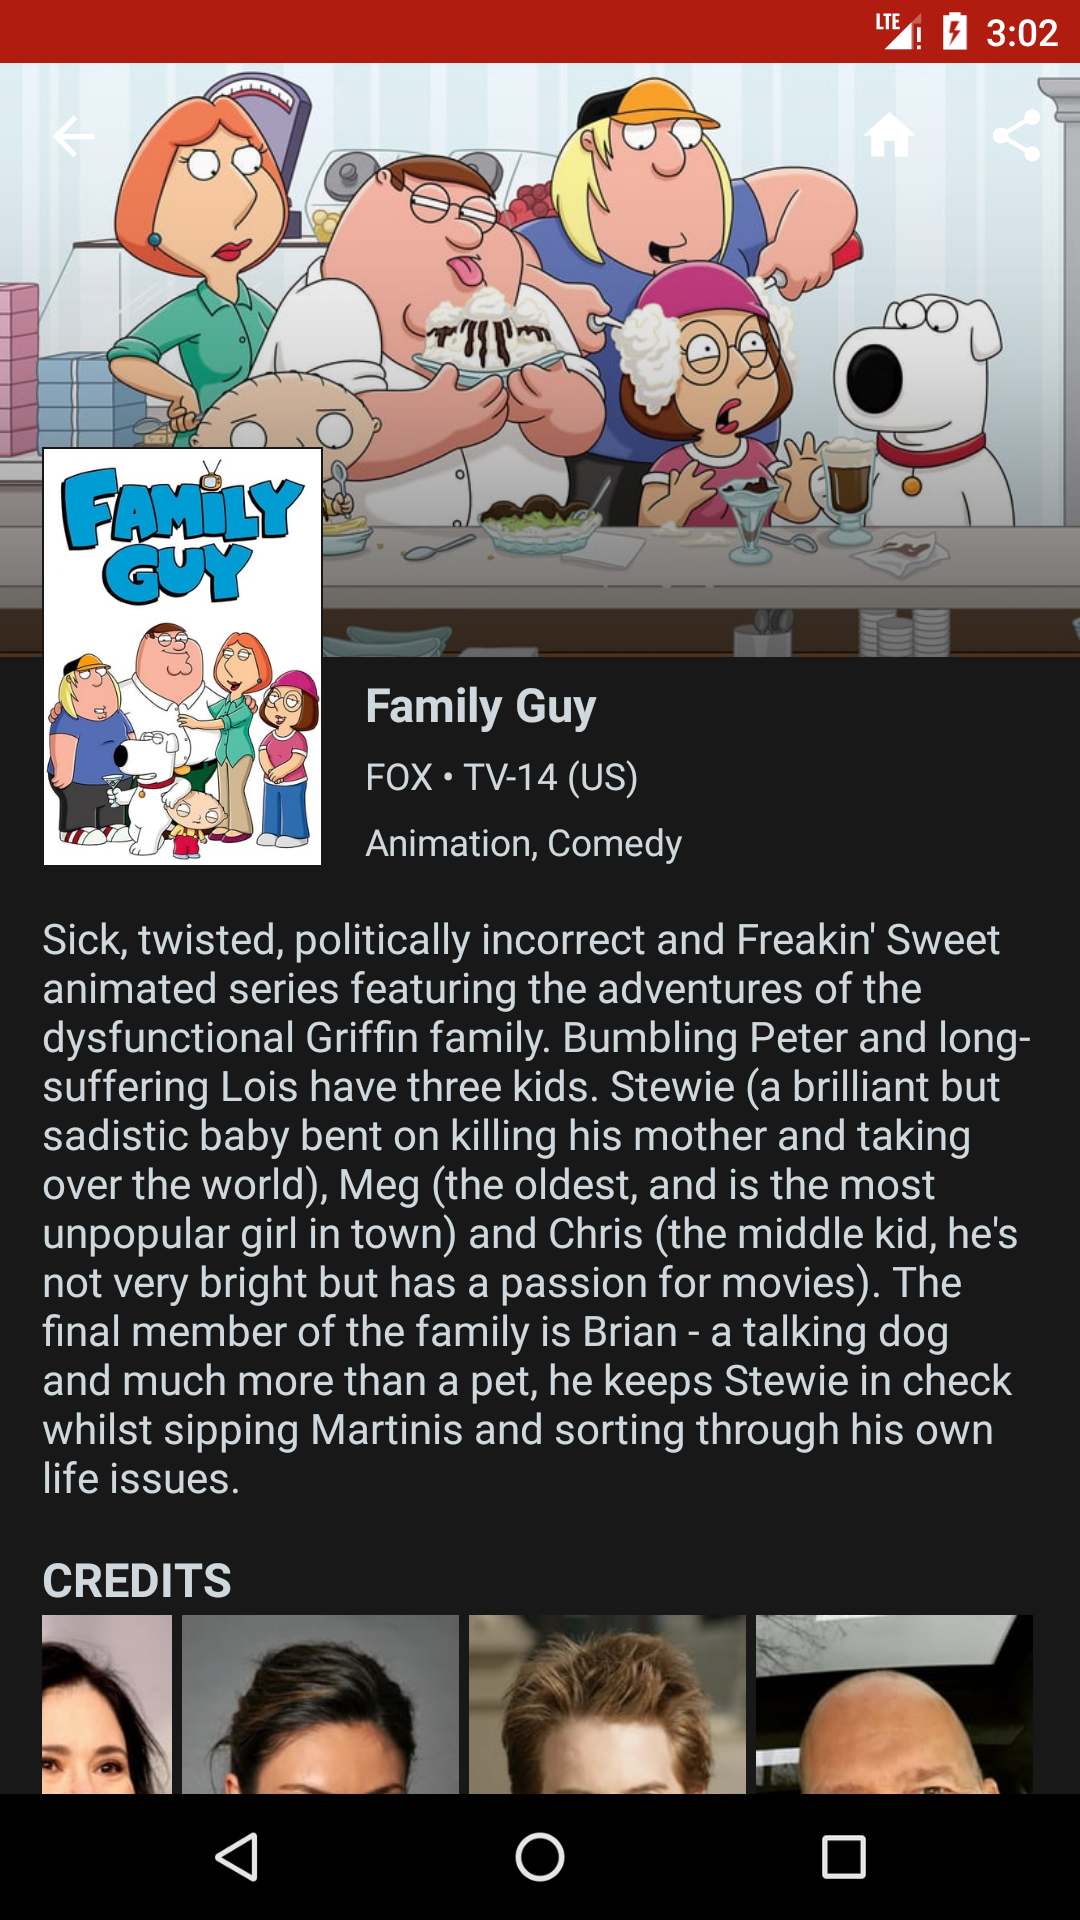 LTE 3:02
FAMILY
GUY
Family Guy
FOX • TV-14 (US)
Animation, Comedy
Sick, twisted, politically incorrect and Freakin' Sweet
animated series featuring the adventures of the
dysfunctional Griffin family. Bumbling Peter and long-
suffering Lois have three kids. Stewie (a brilliant but
sadistic baby bent on killing his mother and taking
over the world), Meg (the oldest, and is the most
unpopular girl in town) and Chris (the middle kid, he's
not very bright but has a passion for movies). The
final member of the family is Brian - a talking dog
and much more than a pet, he keeps Stewie in check
whilst sipping Martinis and sorting through his own
life issues.
CREDITS